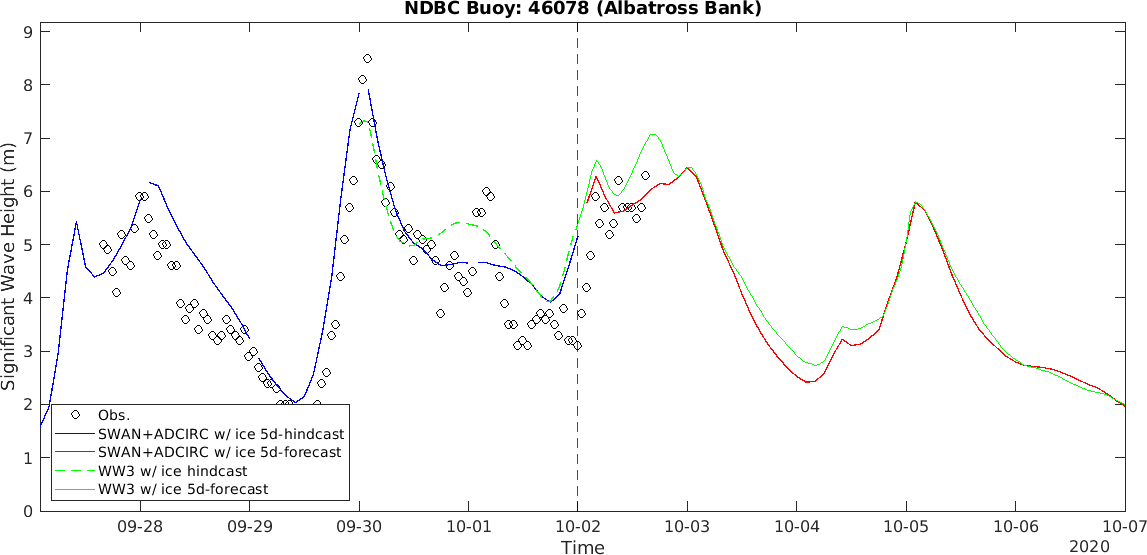 NDBC Buoy: 46078 (Albatross Bank)
9
8
7
6
5
4
3
2
1
0
Significant Wave Height (m)
Obs.
SWAN+ADCIRC w/ ice 5d-hindcast
SWAN+ADCIRC w/ ice 5d-forecast
WW3 w/ ice hindcast
WW3 w/ ice 5d-forecast
09-28 09-29 09-30 10-01 10-02 10-03 10-04 10-05 10-06 10-07
Time
2020